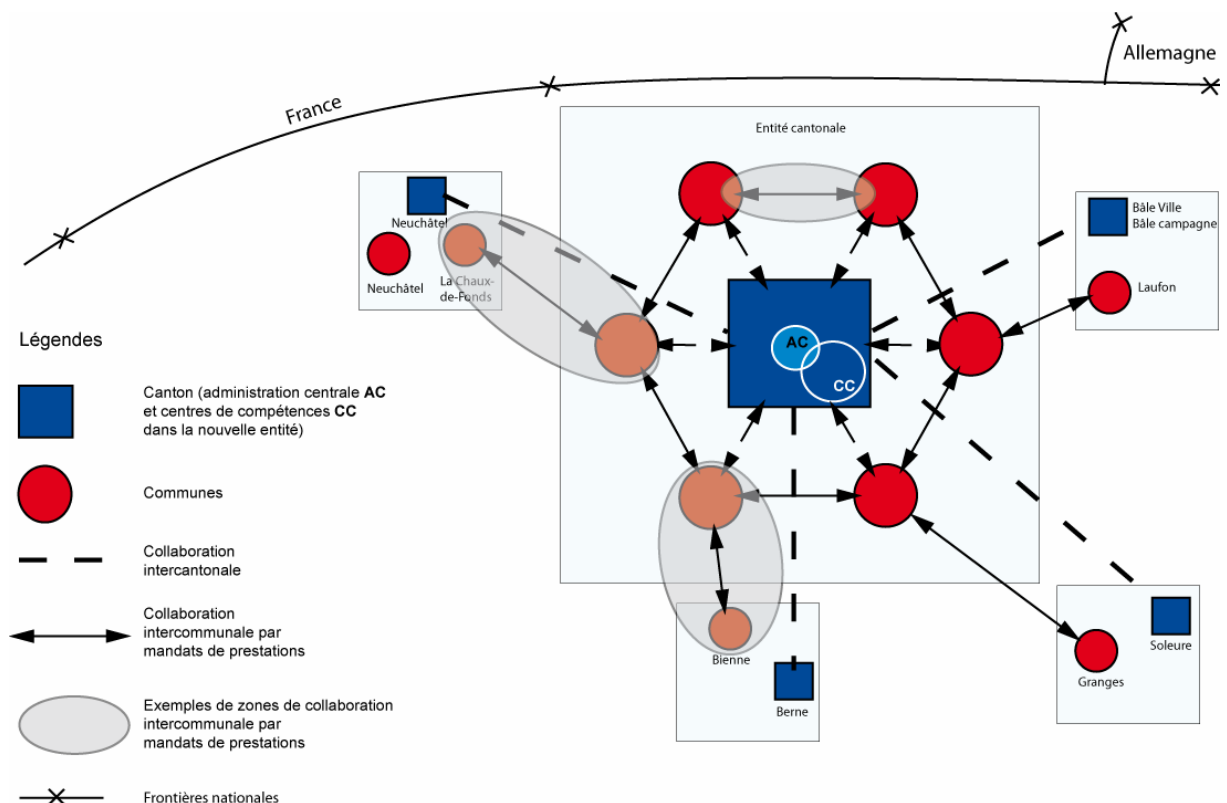 Allemagne
France
Entité cantonale
Neuchâtel
Neuchâtel
La Chaux-
de-Fonds
Bâle Ville
Bâle campagne
Laufon
AC
CC
Légendes
Canton (administration centrale AC
et centres de compétences CC
dans la nouvelle entité)
Communes
Collaboration
intercantonale
Collaboration
intercommunale par
mandats de prestations
Exemples de zones de collaboration
intercommunale par
mandats de prestations
Frontières nationales
Bienne
Berne
Granges
Soleure